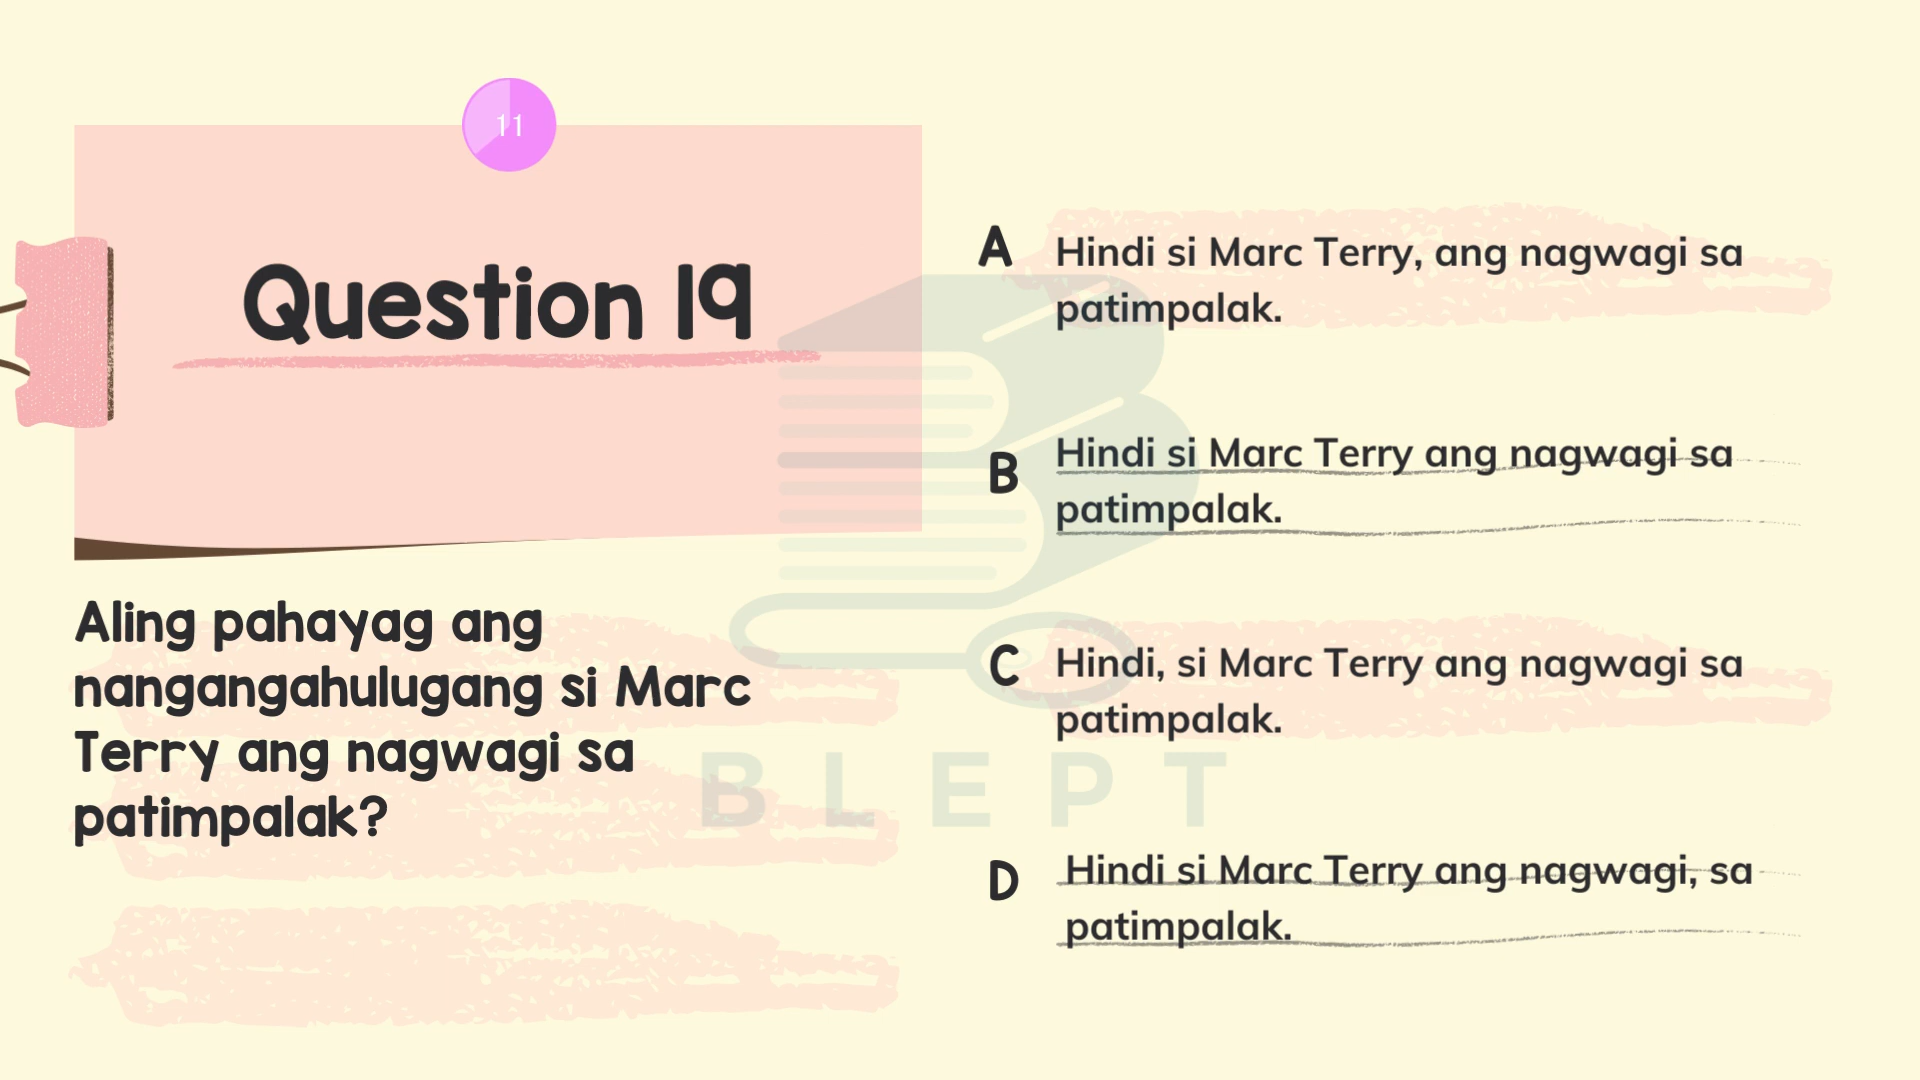 11
Question 19
Aling pahayag ang
nangangahulugang si Marc
Terry ang nagwagi sa
patimpalak?
A
Hindi si Marc Terry, ang nagwagi sa
patimpalak.
B
Hindi si Marc Terry ang nagwagi sa
patimpalak.
C
Hindi, si Marc Terry ang nagwagi sa
patimpalak.
D
Hindi si Marc Terry ang nagwagi, sa
patimpalak.
BLEPT